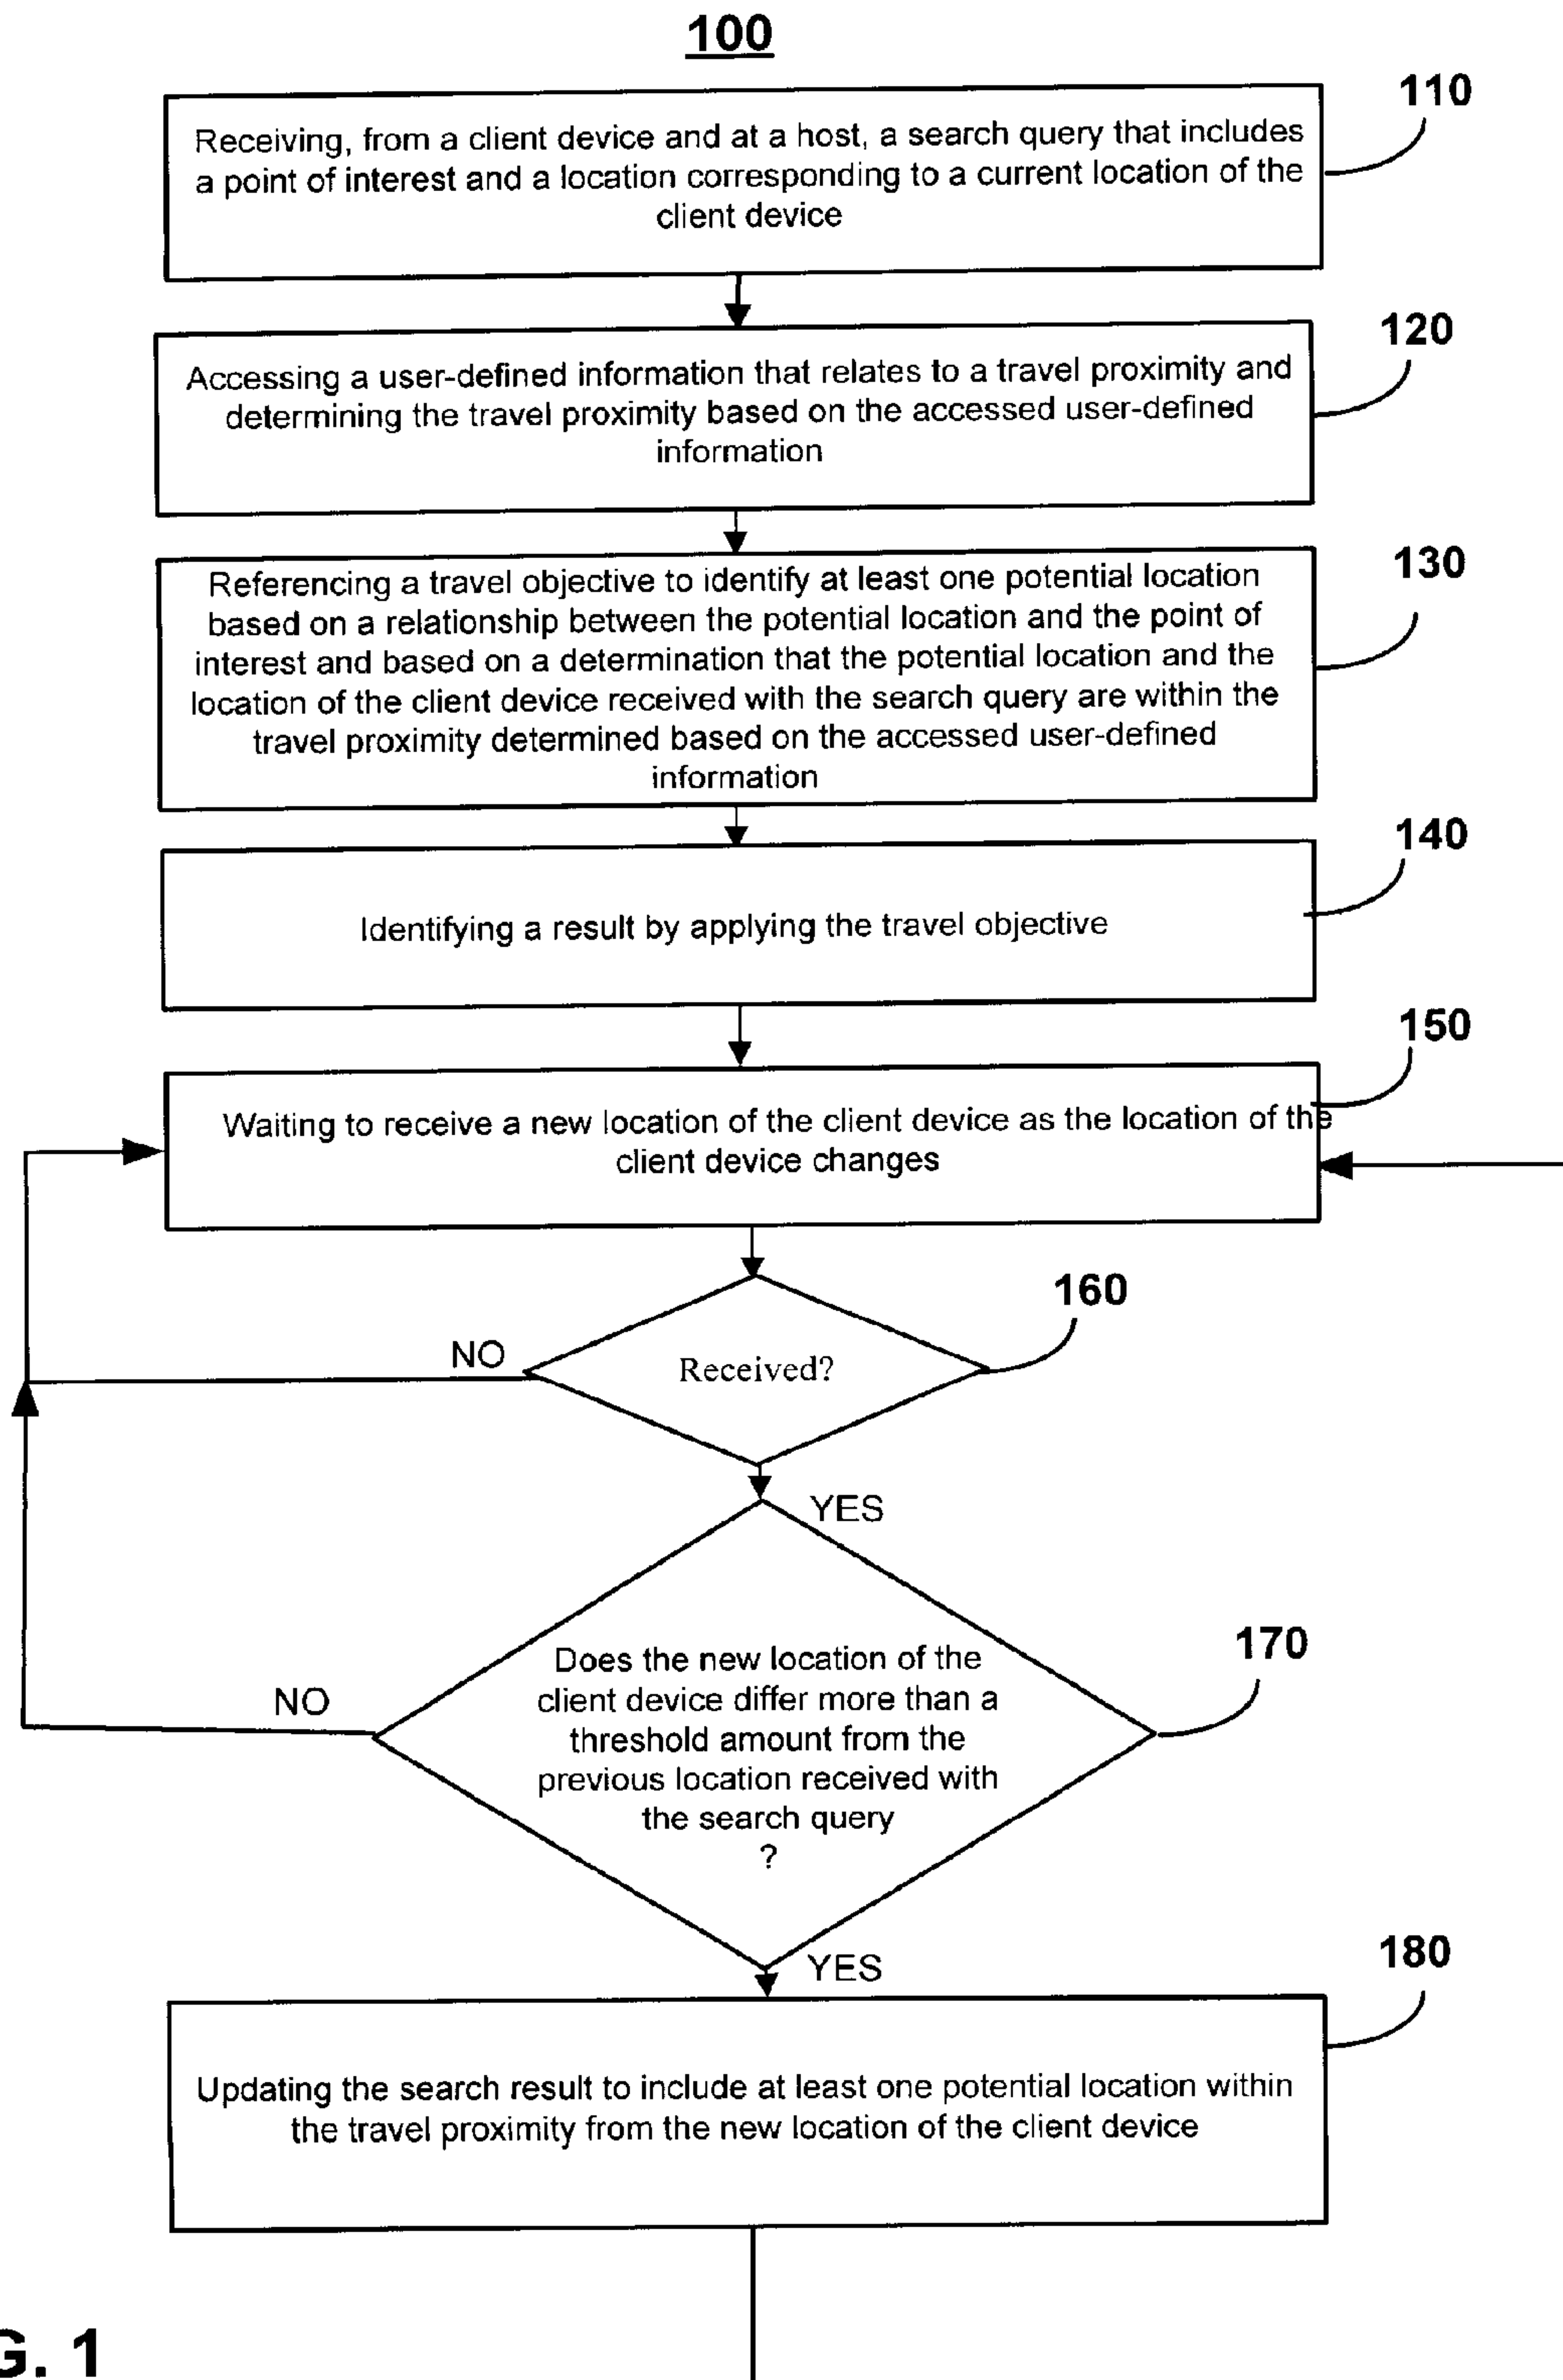 100
110
Receiving, from a client device and at a host, a search query that includes
a point of interest and a location corresponding to a current location of the
client device
120
Accessing a user-defined information that relates to a travel proximity and
determining the travel proximity based on the accessed user-defined
information
130
Referencing a travel objective to identify at least one potential location
based on a relationship between the potential location and the point of
interest and based on a determination that the potential location and the
location of the client device received with the search query are within the
travel proximity determined based on the accessed user-defined
information
140
Identifying a result by applying the travel objective
150
Waiting to receive a new location of the client device as the location of the
client device changes
160
NO
Received?
YES
170
Does the new location of the
client device differ more than a
threshold amount from the
previous location received with
the search query
?
NO
YES
180
Updating the search result to include at least one potential location within
the travel proximity from the new location of the client device
G. 1